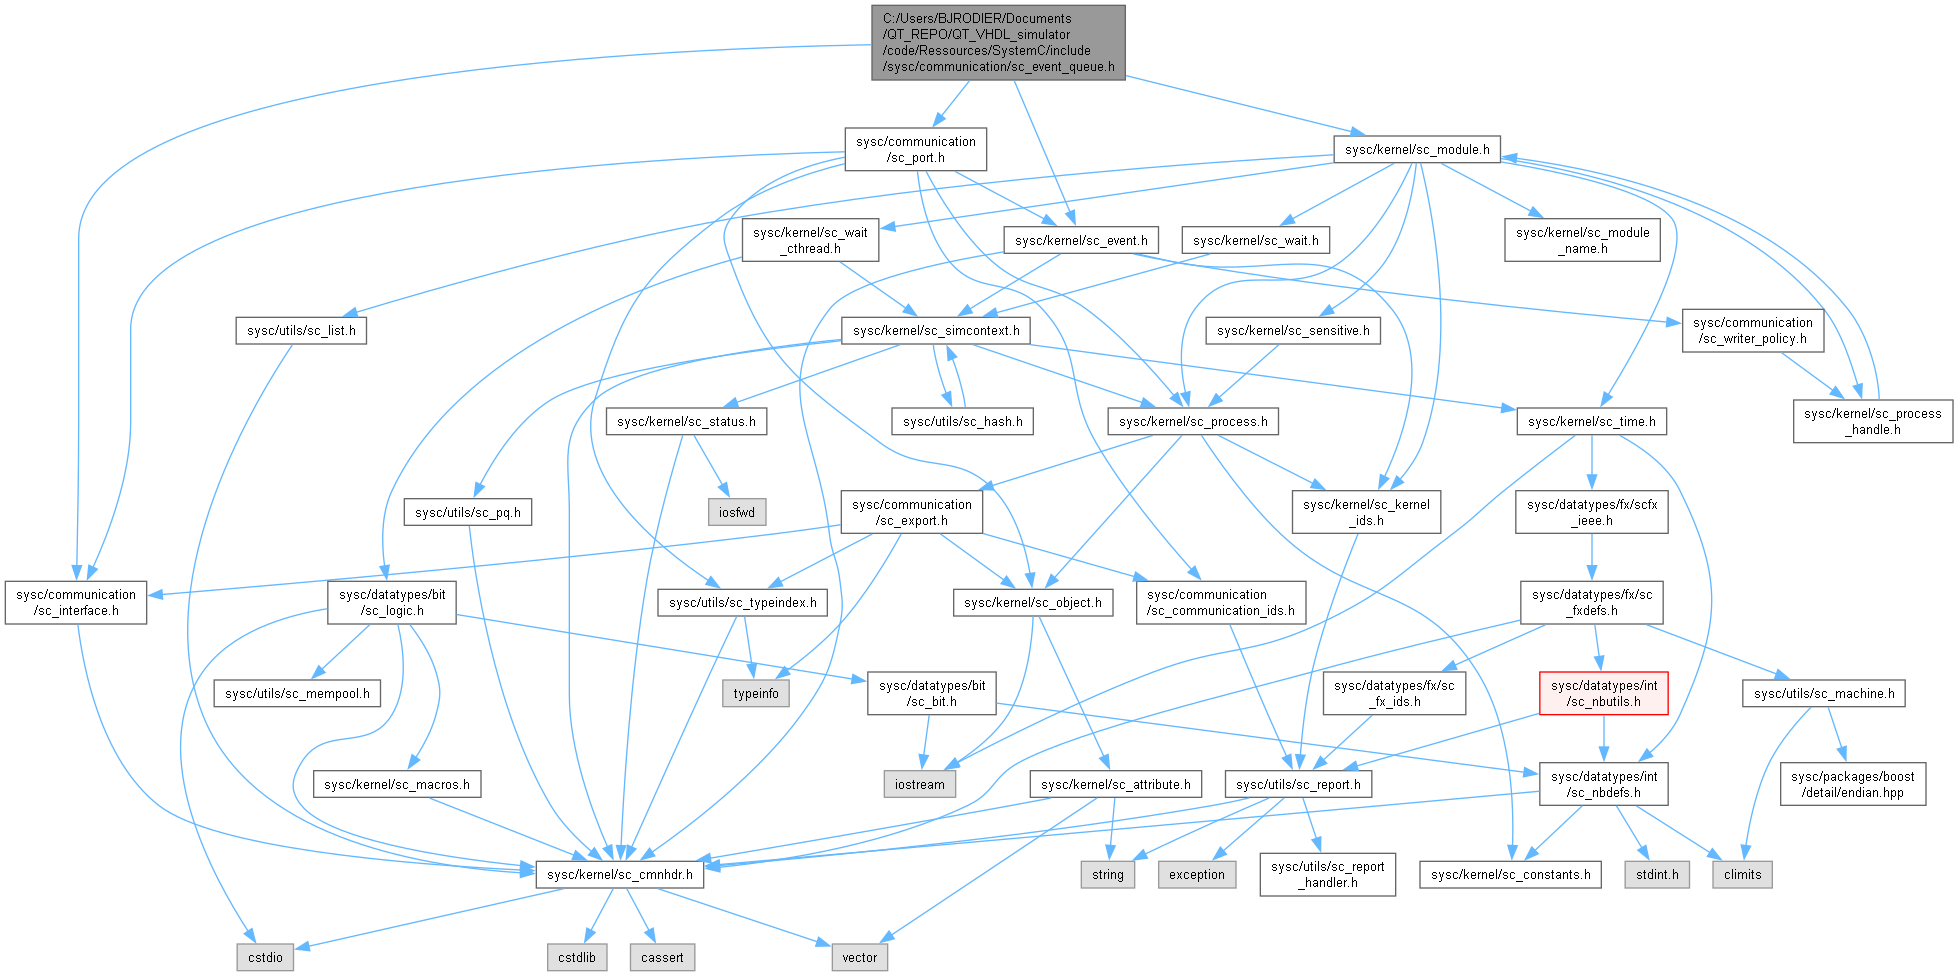 C:/Users/BJRODIER/Documents
/QT_REPO/QT_VHDL_simulator
/code/Ressources/SystemC/include
/sysc/communication/sc_event_queue.h
sysc/communication
/sc_port.h
sysc/kernel/sc_module.h
sysc/kernel/sc_wait
_cthread.h
sysc/kernel/sc_event.h
sysc/kernel/sc_wait.h
sysc/kernel/sc_module
_name.h
sysc/utils/sc_list.h
sysc/kernel/sc_simcontext.h
sysc/kernel/sc_sensitive.h
sysc/communication
/sc_writer_policy.h
sysc/kernel/sc_status.h
sysc/utils/sc_hash.h
sysc/kernel/sc_process.h
sysc/kernel/sc_time.h
sysc/kernel/sc_process
_handle.h
sysc/utils/sc_pq.h
iosfwd
sysc/communication
/sc_export.h
sysc/kernel/sc_kernel
_ids.h
sysc/datatypes/fx/scfx
_ieee.h
sysc/communication
/sc_interface.h
sysc/datatypes/bit
/sc_logic.h
sysc/utils/sc_typeindex.h
sysc/kernel/sc_object.h
sysc/communication
/sc_communication_ids.h
sysc/datatypes/fx/sc
_fxdefs.h
sysc/utils/sc_mempool.h
typeinfo
sysc/datatypes/bit
/sc_bit.h
sysc/datatypes/fx/sc
_fx_ids.h
sysc/datatypes/int
/sc_nbutils.h
sysc/utils/sc_machine.h
sysc/kernel/sc_macros.h
iostream
sysc/kernel/sc_attribute.h
sysc/utils/sc_report.h
sysc/datatypes/int
/sc_nbdefs.h
sysc/packages/boost
/detail/endian.hpp
sysc/kernel/sc_cmnhdr.h
string
exception
sysc/utils/sc_report
_handler.h
sysc/kernel/sc_constants.h
stdint.h
climits
cstdio
cstdlib
cassert
vector